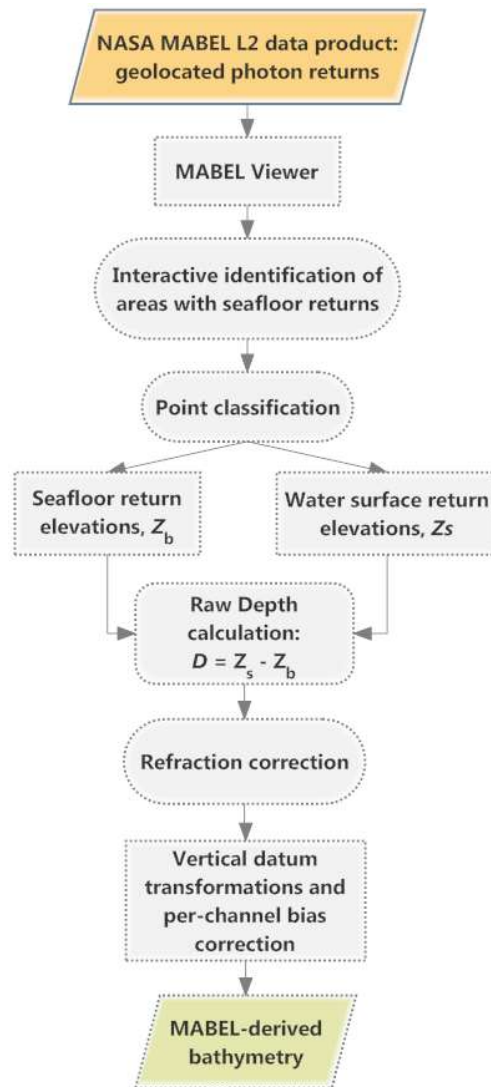 NASA MABEL L2 data product:
geolocated photon returns
MABEL Viewer
Interactive identification of
areas with seafloor returns
Point classification
Seafloor return
elevations, Zb
Water surface return
elevations, Zs
Raw Depth
calculation:
D = Zs - Zb
Refraction correction
Vertical datum
transformations and
per-channel bias
correction
MABEL-derived
bathymetry